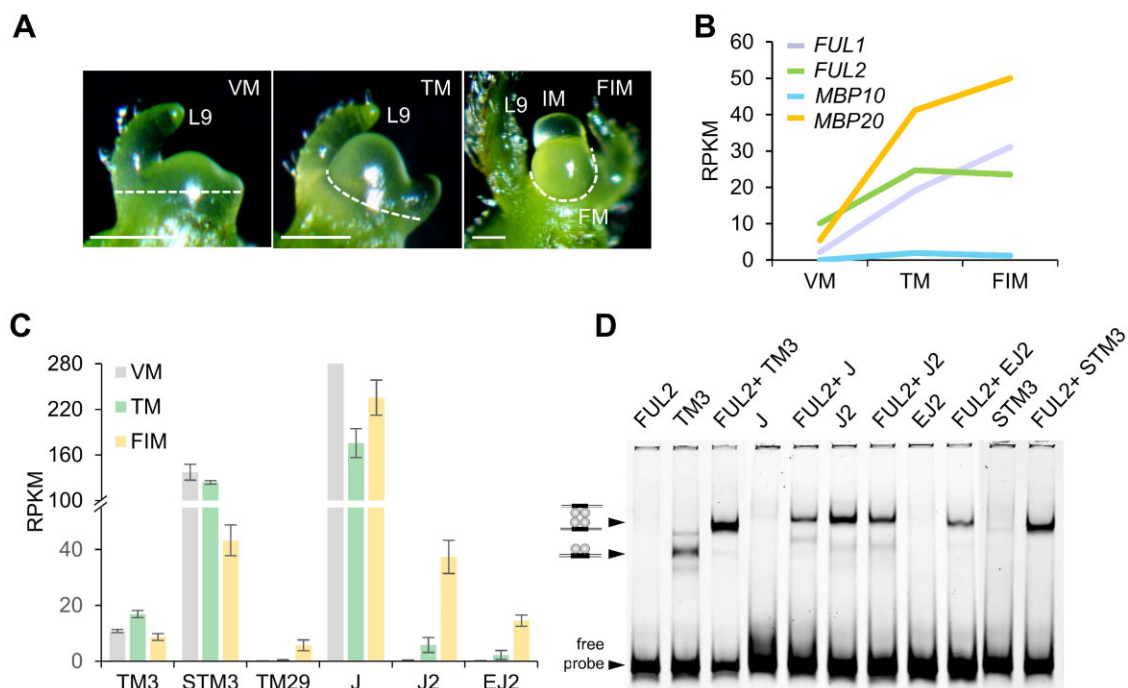 A
VM
L9
TM
L9
L9
IM
FIM
FM
B
60
50
40
30
20
10
0
RPKM
FUL1
FUL2
MBP10
MBP20
VM TM FIM
C
280
220
160
100
40
20
0
RPKM
VM
TM
FIM
TM3 STM3 TM29 J J2 EJ2
D
FUL2
TM3
FUL2+ TM3
J
FUL2+ J
J2
FUL2+ J2
EJ2
FUL2+ EJ2
STM3
FUL2+ STM3
free
probe